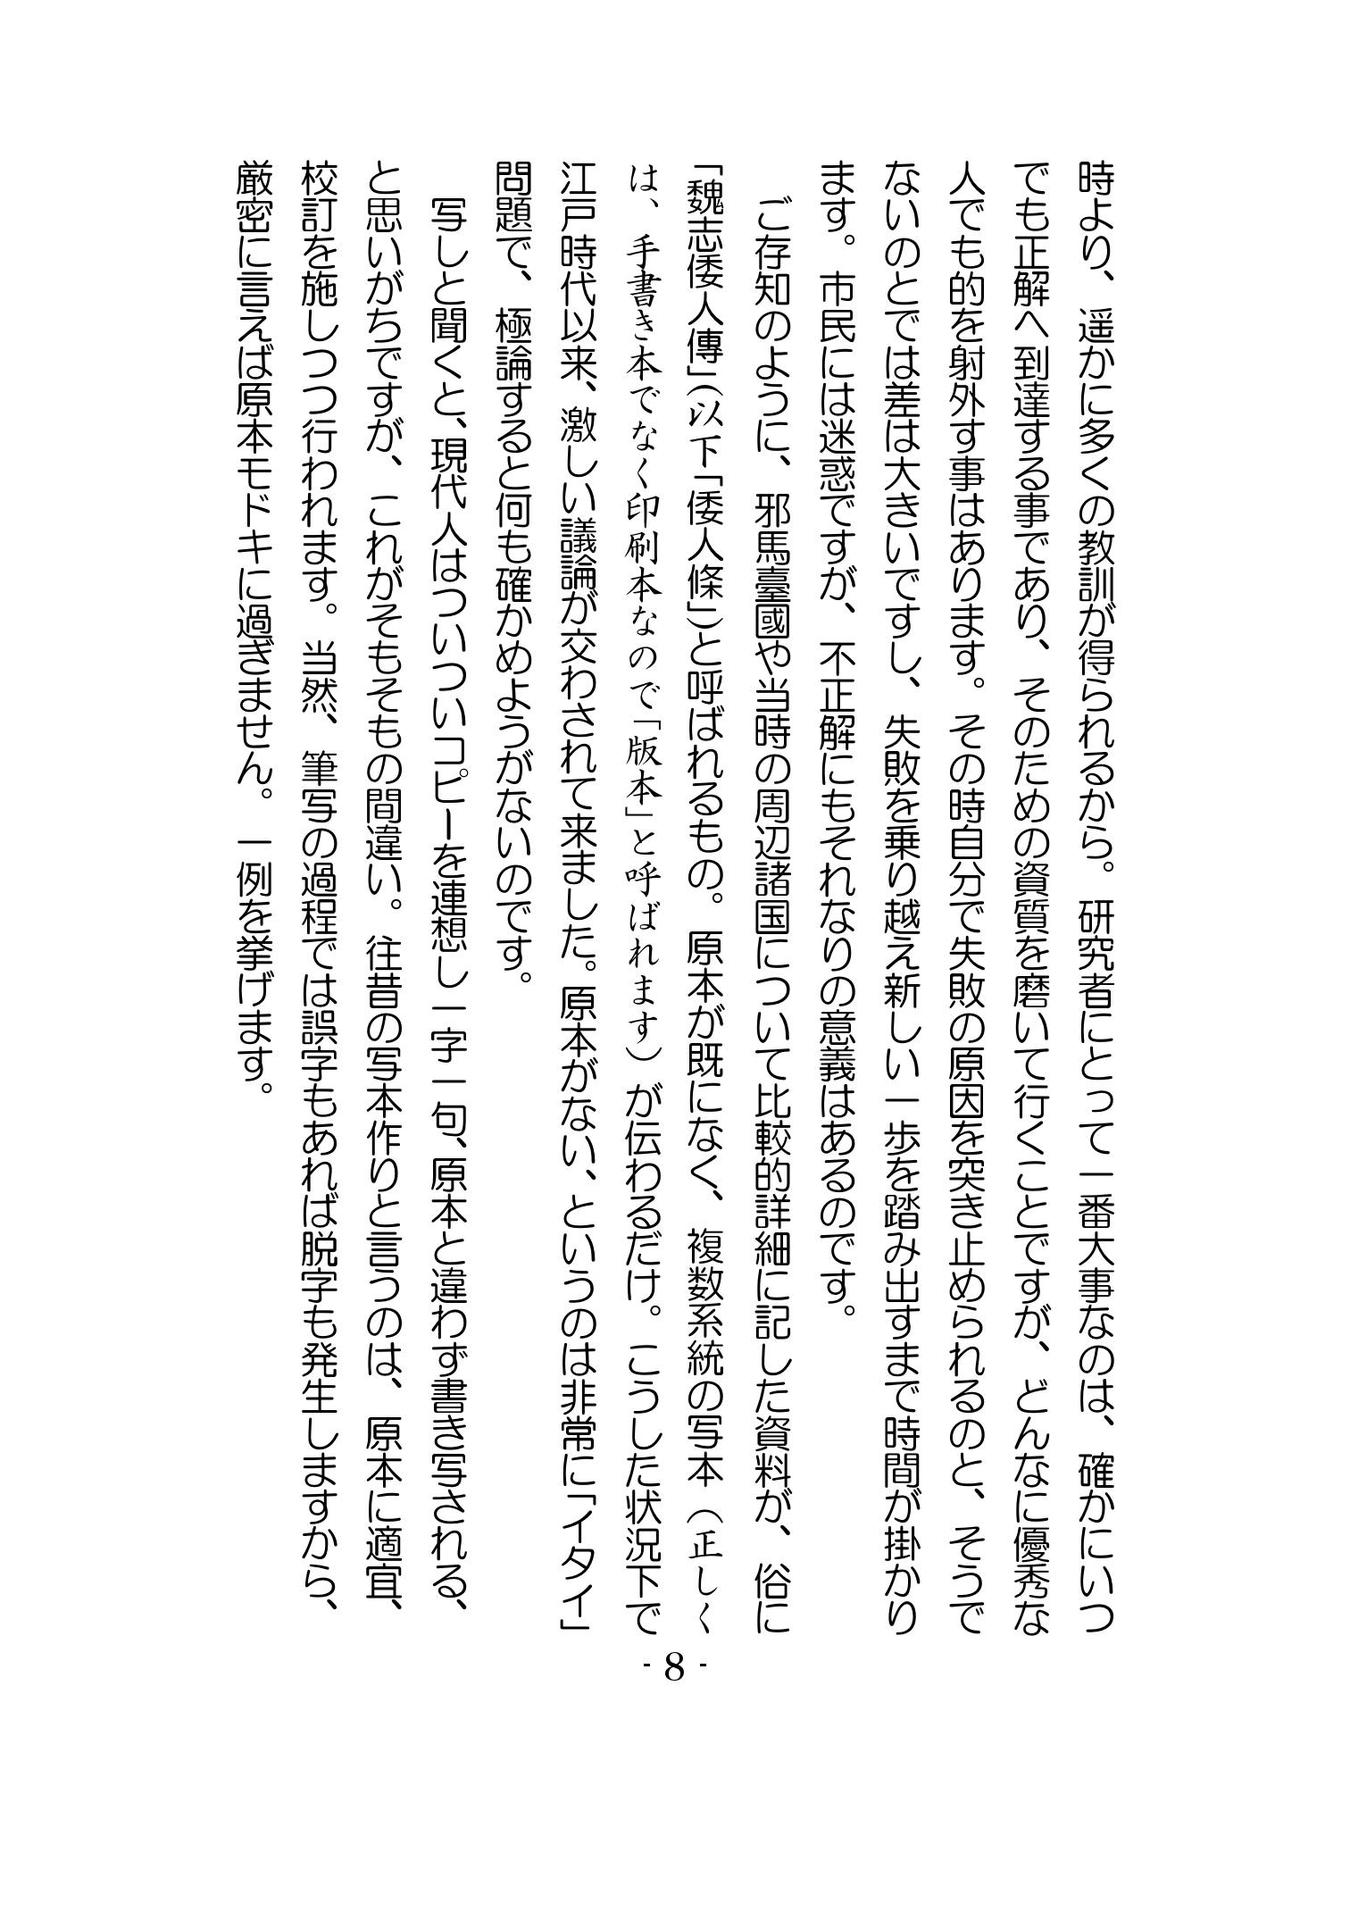 時より、遥かに多くの教訓が得られるから。研究者にとって一番大事なのは、確かにいつ
でも正解へ到達する事であり、そのための資質を磨いて行くことですが、どんなに優秀な
人でも的を射外す事はあります。その時自分で失敗の原因を突き止められるのと、そうで
ないのとでは差は大きいですし、失敗を乗り越え新しい一歩を踏み出すまで時間が掛かり
ます。市民には迷惑ですが、不正解にもそれなりの意義はあるのです。
　ご存知のように、邪馬臺國や当時の周辺諸国について比較的詳細に記した資料が、俗に
「魏志倭人傳」（以下「倭人條」）と呼ばれるもの。原本が既になく、複数系統の写本（正しく
は、手書き本でなく印刷本なので「版本」と呼ばれます）が伝わるだけ。こうした状況下で
江戸時代以来、激しい議論が交わされて来ました。原本がない、というのは非常に「イタイ」
問題で、極論すると何も確かめようがないのです。
　写しと聞くと、現代人はついついコピーを連想し一字一句、原本と違わず書き写される、
と思いがちですが、これがそもそもの間違い。往昔の写本作りと言うのは、原本に適宜、
校訂を施しつつ行われます。当然、筆写の過程では誤字もあれば脱字も発生しますから、
厳密に言えば原本モドキに過ぎません。一例を挙げます。
- 8 -